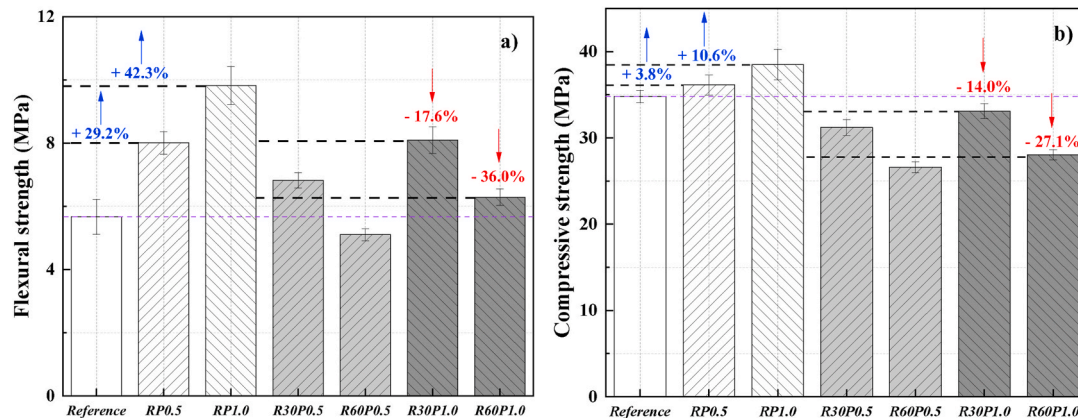 12
8
4
0
Flexural strength (MPa)
a)
+ 42.3%
+ 29.2%
- 17.6%
- 36.0%
Reference RP0.5 RP1.0 R30P0.5 R60P0.5 R30P1.0 R60P1.0
40
30
20
10
0
Compressive strength (MPa)
b)
+ 10.6%
+ 3.8%
- 14.0%
- 27.1%
Reference RP0.5 RP1.0 R30P0.5 R60P0.5 R30P1.0 R60P1.0